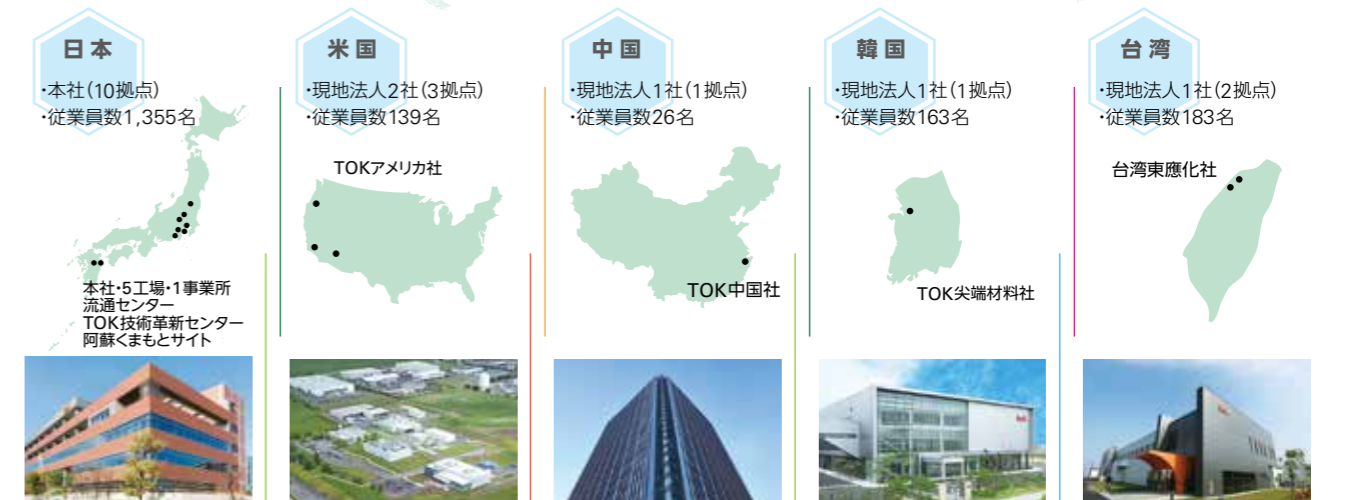 日本
・本社(10拠点)
・従業員数1,355名
本社・5工場・1事業所
流通センター
TOK技術革新センター
阿蘇くまもとサイト
米国
・現地法人2社(3拠点)
・従業員数139名
TOKアメリカ社
中国
・現地法人1社(1拠点)
・従業員数26名
TOK中国社
韓国
・現地法人1社(1拠点)
・従業員数163名
TOK尖端材料社
台湾
・現地法人1社(2拠点)
・従業員数183名
台湾東應化社